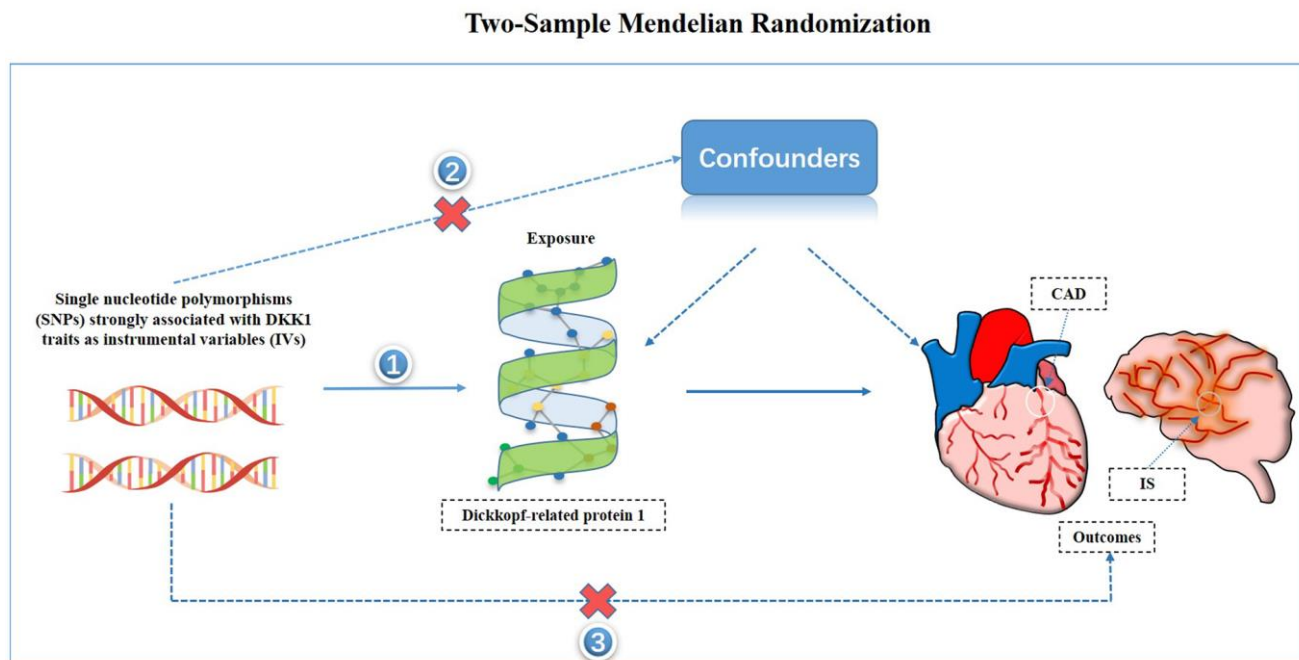 Two-Sample Mendelian Randomization
2
Confounders
Exposure
Single nucleotide polymorphisms
(SNPs) strongly associated with DKK1
traits as instrumental variables (IVs)
1
CAD
IS
Dickkopf-related protein 1
Outcomes
3